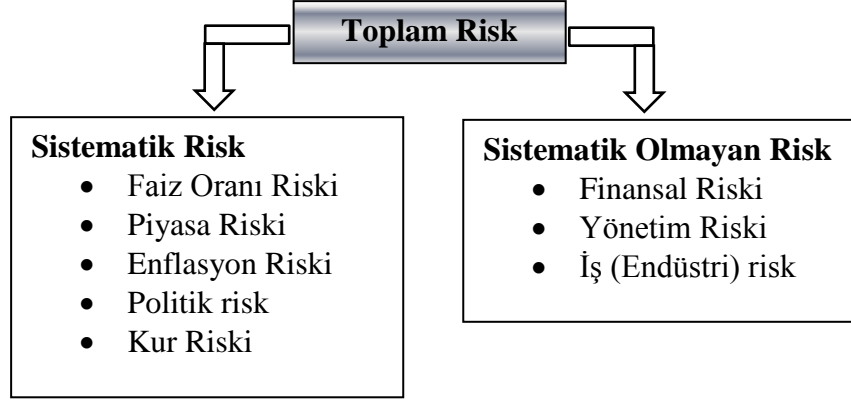 Toplam Risk
Sistematik Risk
• Faiz Oranı Riski
• Piyasa Riski
• Enflasyon Riski
• Politik risk
• Kur Riski
Sistematik Olmayan Risk
• Finansal Riski
• Yönetim Riski
• İş (Endüstri) risk